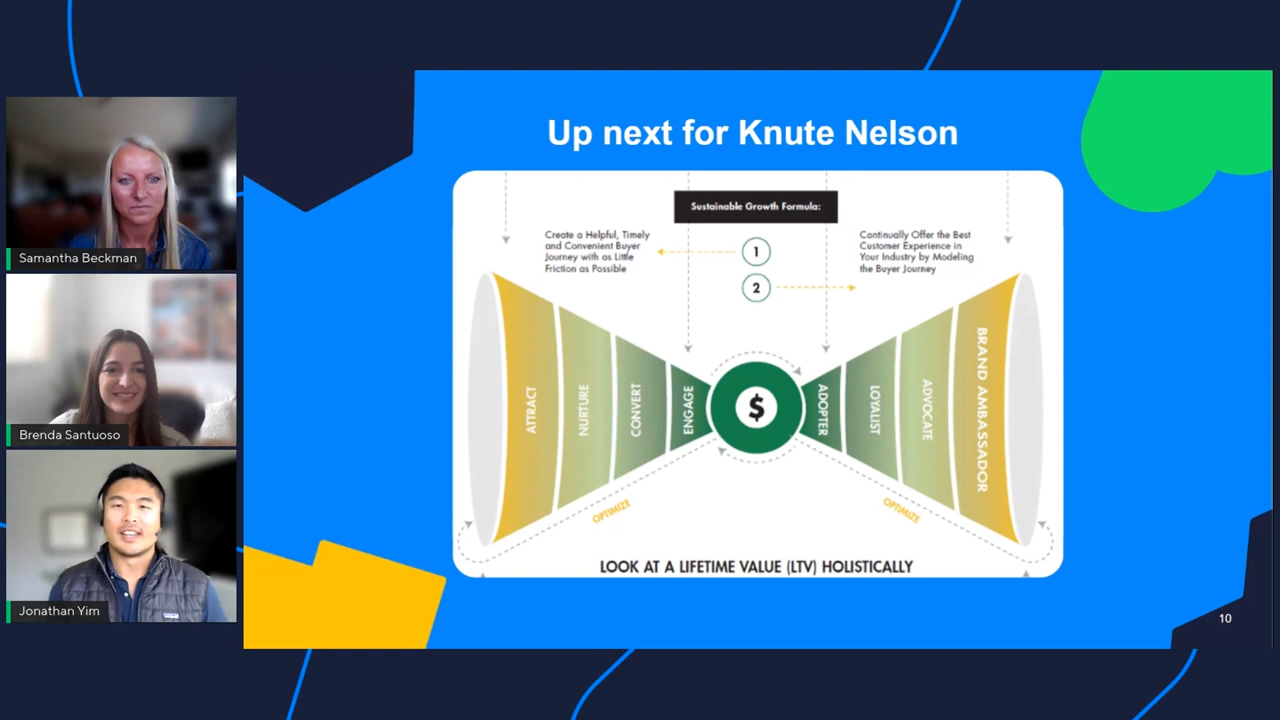 Samantha Beckman
Brenda Santuoso
Jonathan Yim
Up next for Knute Nelson
Sustainable Growth Formula:
Create a Helpful, Timely
and Convenient Buyer
Journey with as Little
Friction as Possible
1
2
Continually Offer the Best
Customer Experience in
Your Industry by Modeling
the Buyer Journey
ATTRACT
NURTURE
CONVERT
ENGAGE
$
ADOPTER
LOYALIST
ADVOCATE
BRAND AMBASSADOR
OPTIMIZE
OPTIMIZE
LOOK AT A LIFETIME VALUE (LTV) HOLISTICALLY
10